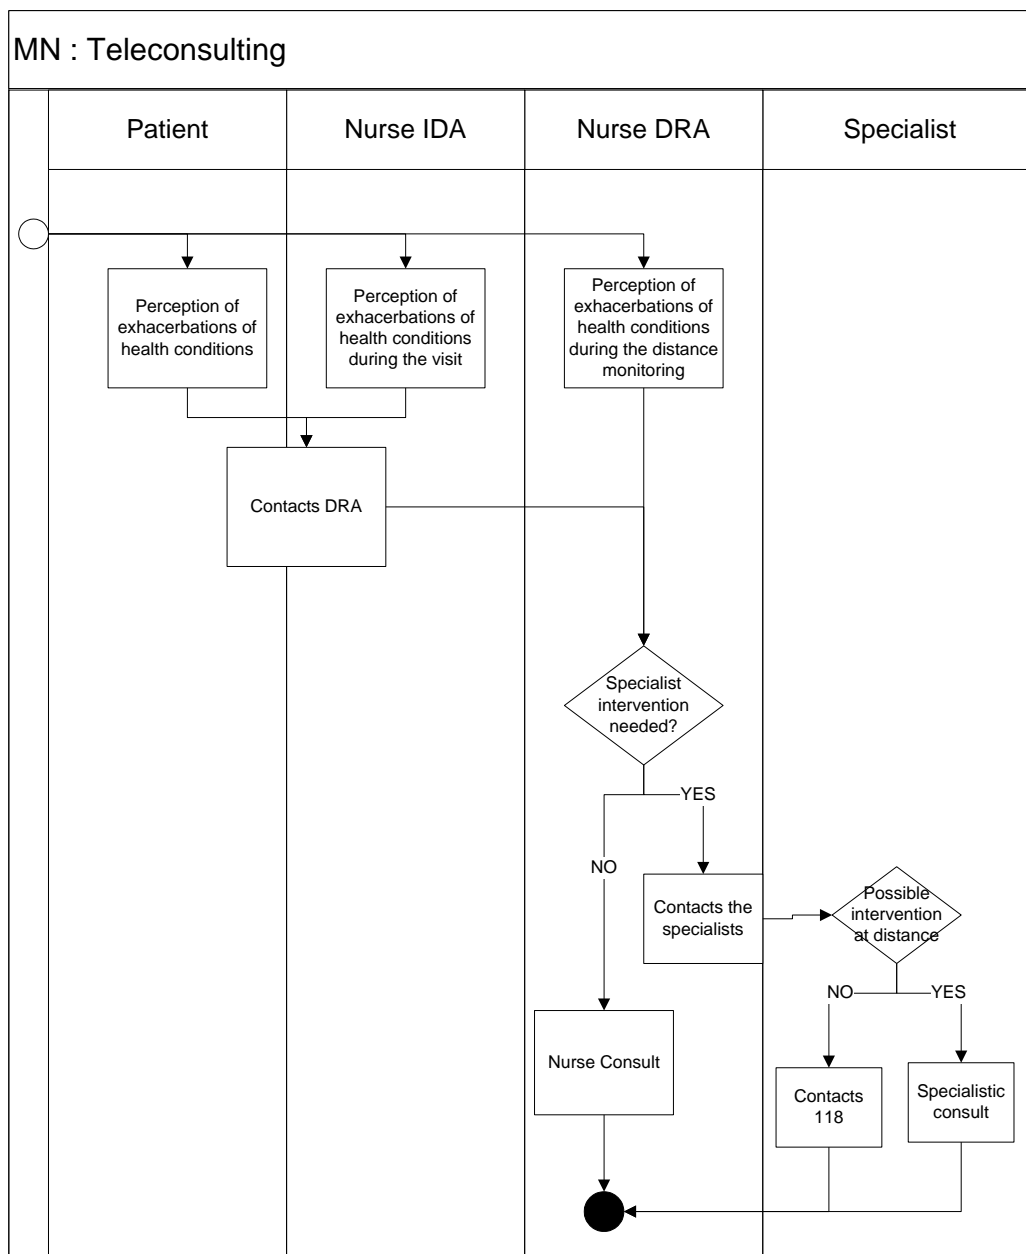 MN : Teleconsulting
Patient
Nurse IDA
Nurse DRA
Specialist
Perception of
exhacerbations of
health conditions
Perception of
exhacerbations of
health conditions
during the visit
Perception of
exhacerbations of
health conditions
during the distance
monitoring
Contacts DRA
Specialist
intervention
needed?
YES
NO
Contacts the
specialists
Possible
intervention
at distance
NO
YES
Nurse Consult
Contacts
118
Specialistic
consult